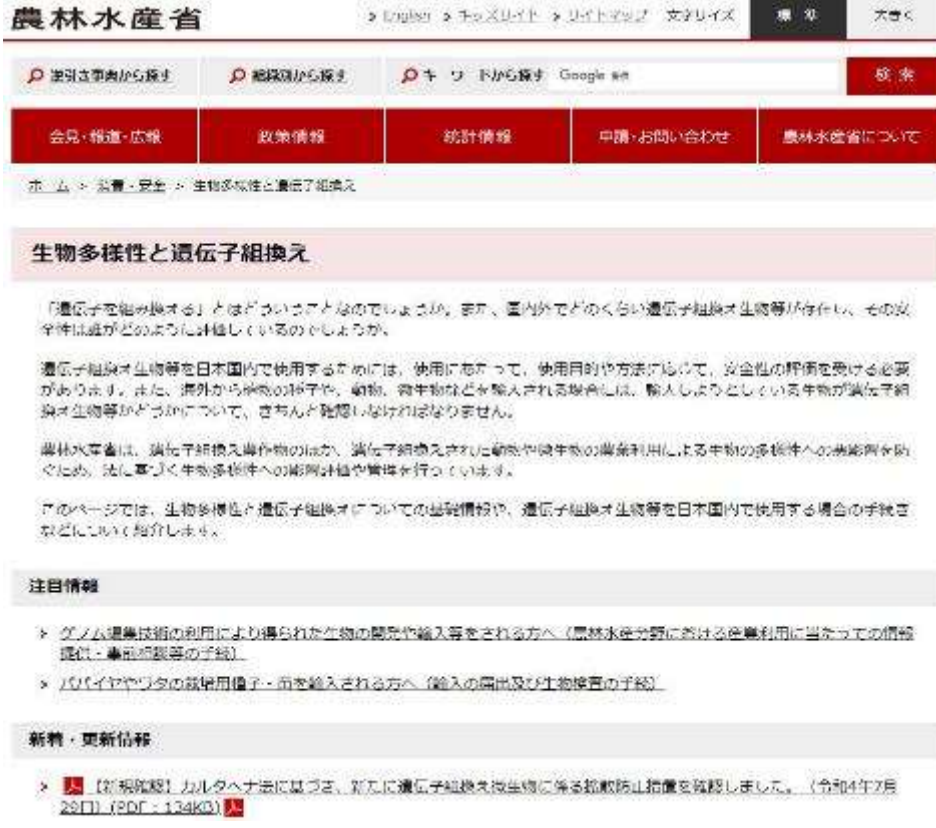 農林水産省
> English > キッズサイト > サイトマップ 文字サイズ 標準 大きく
逆引き事典から探す 組織別から探す キーワードから探す Google 検索
会見・報道・広報 政策情報 統計情報 申請・お問い合わせ 農林水産省について
ホーム > 消費・安全 > 生物多様性と遺伝子組換え
生物多様性と遺伝子組換え
「遺伝子を組み換える」とはどういうことなのでしょうか。また、国内外でどのくらい遺伝子組換え生物等が存在し、その安
全性は誰がどのように評価しているのでしょうか。
遺伝子組換え生物等を日本国内で使用するためには、使用にあたって、使用目的や方法に応じて、安全性の評価を受ける必要
があります。また、海外から植物の種子や、動物、微生物などを輸入される場合には、輸入しようとしている生物が遺伝子組
換え生物等かどうかについて、きちんと確認しなければなりません。
農林水産省は、遺伝子組換え農作物のほか、遺伝子組換えされた動物や微生物の農業利用による生物の多様性への悪影響を防
ぐため、法に基づく生物多様性への影響評価や管理を行っています。
このページでは、生物多様性と遺伝子組換えについての基礎情報や、遺伝子組換え生物等を日本国内で使用する場合の手続き
などについて紹介します。
注目情報
> ゲノム編集技術の利用により得られた生物の開発や輸入等をされる方へ（農林水産分野における産業利用に当たっての情報
提供・事前相談等の手続）
> パパイヤやワタの栽培用種子・苗を輸入される方へ（輸入の届出及び生物検査の手続）
新着・更新情報
> 【新規確認】カルタヘナ法に基づき、新たに遺伝子組換え微生物に係る拡散防止措置を確認しました。（令和4年7月
29日）(PDF : 134KB)